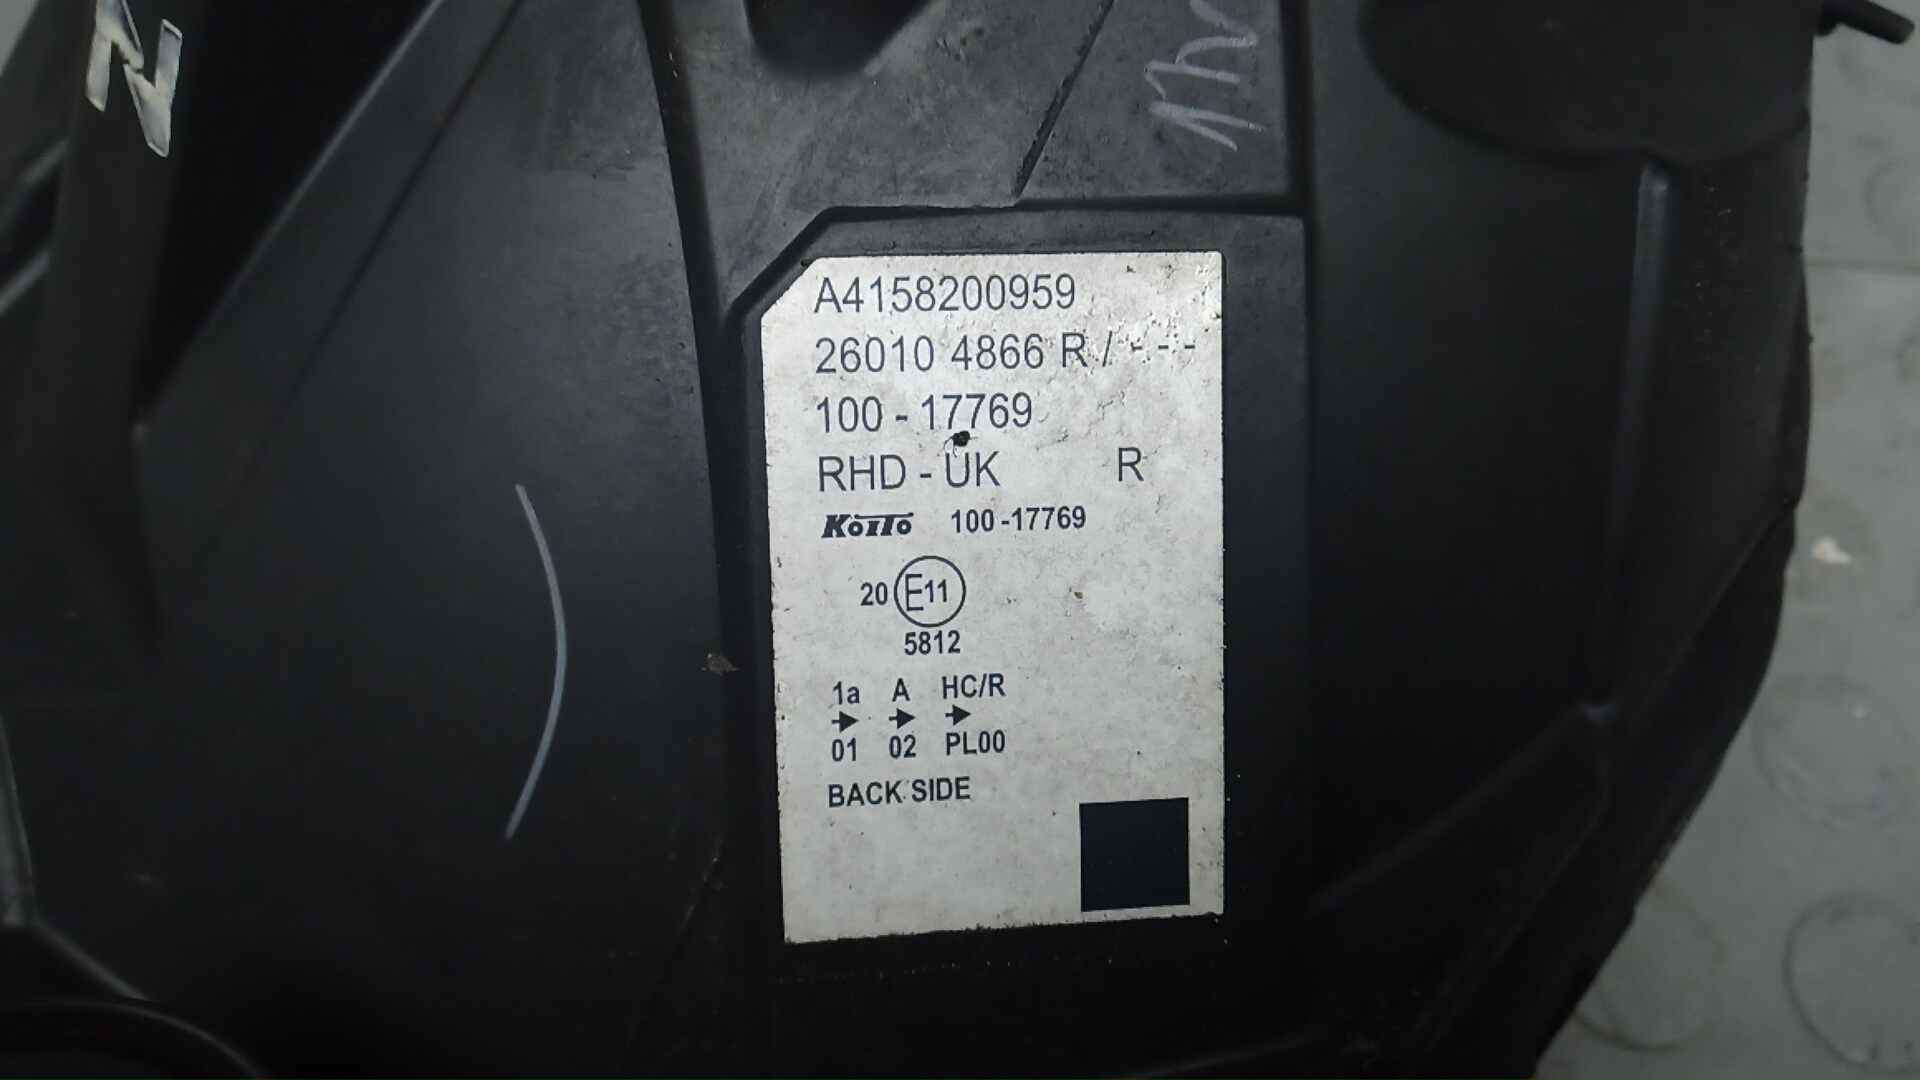 N
A4158200959
26010 4866 R / - - -
100 - 17769
RHD - UK R
KOITO 100-17769
20 E11
5812
1a A HC/R
01 02 PL00
BACK SIDE